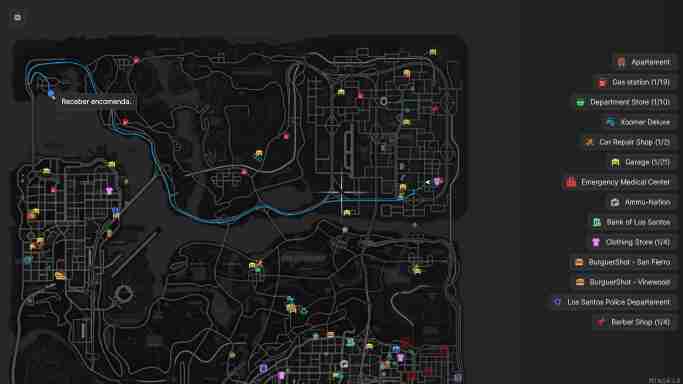 Receber encomenda.
Apartament
Gas station (1/19)
Department Store (1/10)
Xoomer Deluxe
Car Repair Shop (1/2)
Garage (1/21)
Emergency Medical Center
Ammu-Nation
Bank of Los Santos
Clothing Store (1/4)
BurguerShot - San Fierro
BurguerShot - Vinewood
Los Santos Police Departament
Barber Shop (1/4)